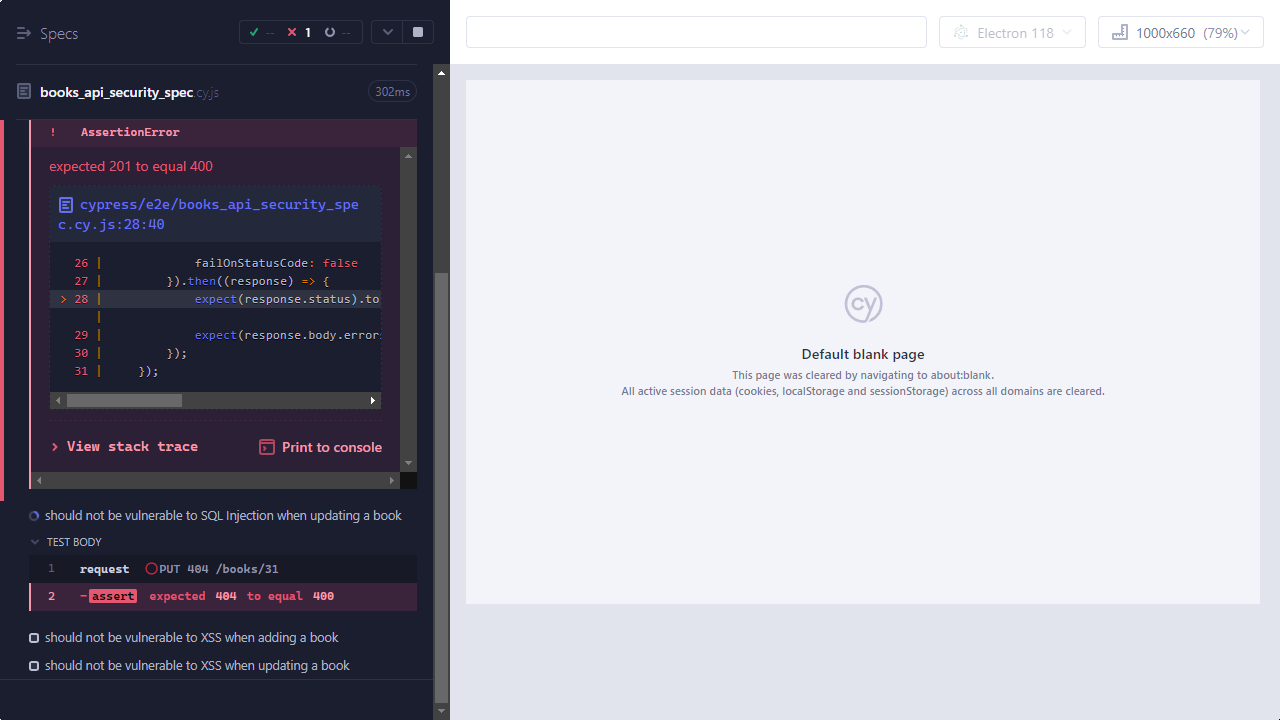 Specs
-- 1 --
Electron 118
1000x660 (79%)
books_api_security_spec.cy.js
302ms
! AssertionError
expected 201 to equal 400
cypress/e2e/books_api_security_spe
c.cy.js:28:40
26 | failOnStatusCode: false
27 | }).then((response) => {
> 28 | expect(response.status).to
|
29 | expect(response.body.error
30 | });
31 | });
> View stack trace
Print to console
should not be vulnerable to SQL Injection when updating a book
TEST BODY
1 request PUT 404 /books/31
2 -assert expected 404 to equal 400
should not be vulnerable to XSS when adding a book
should not be vulnerable to XSS when updating a book
cy
Default blank page
This page was cleared by navigating to about:blank.
All active session data (cookies, localStorage and sessionStorage) across all domains are cleared.